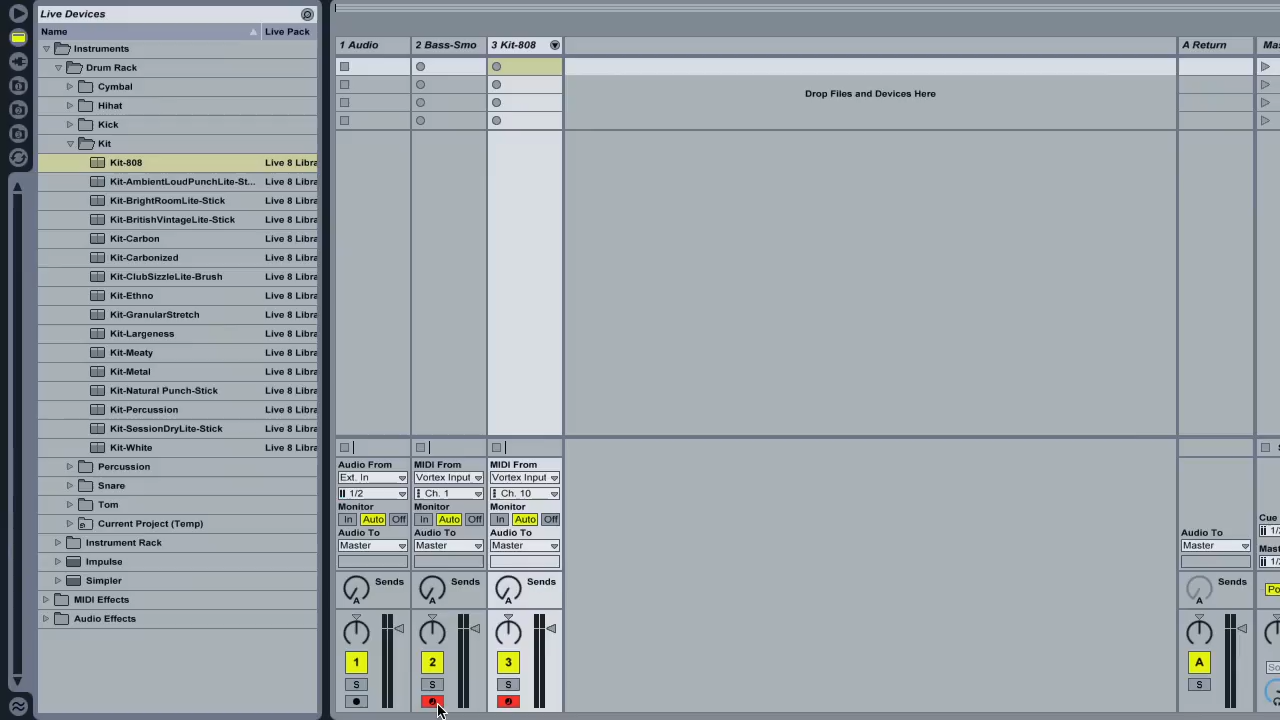 Live Devices
Name Live Pack
Instruments
Drum Rack
Cymbal
Hihat
Kick
Kit
Kit-808 Live 8 Libra
Kit-AmbientLoudPunchLite-St... Live 8 Libra
Kit-BrightRoomLite-Stick Live 8 Libra
Kit-BritishVintageLite-Stick Live 8 Libra
Kit-Carbon Live 8 Libra
Kit-Carbonized Live 8 Libra
Kit-ClubSizzleLite-Brush Live 8 Libra
Kit-Ethno Live 8 Libra
Kit-GranularStretch Live 8 Libra
Kit-Largeness Live 8 Libra
Kit-Meaty Live 8 Libra
Kit-Metal Live 8 Libra
Kit-Natural Punch-Stick Live 8 Libra
Kit-Percussion Live 8 Libra
Kit-SessionDryLite-Stick Live 8 Libra
Kit-White Live 8 Libra
Percussion
Snare
Tom
Current Project (Temp)
Instrument Rack
Impulse
Simpler
MIDI Effects
Audio Effects
1 Audio 2 Bass-Smo 3 Kit-808 A Return Mas
Drop Files and Devices Here
Audio From MIDI From MIDI From
Ext. In Vortex Input Vortex Input
1/2 Ch. 1 Ch. 10
Monitor Monitor Monitor
In Auto Off In Auto Off In Auto Off
Cue
1/
Audio To Audio To Audio To Audio To
Master Master Master Master
Mast
1/
Sends Sends Sends Sends
A A A A
Po
1 2 3 A
S S S S
So